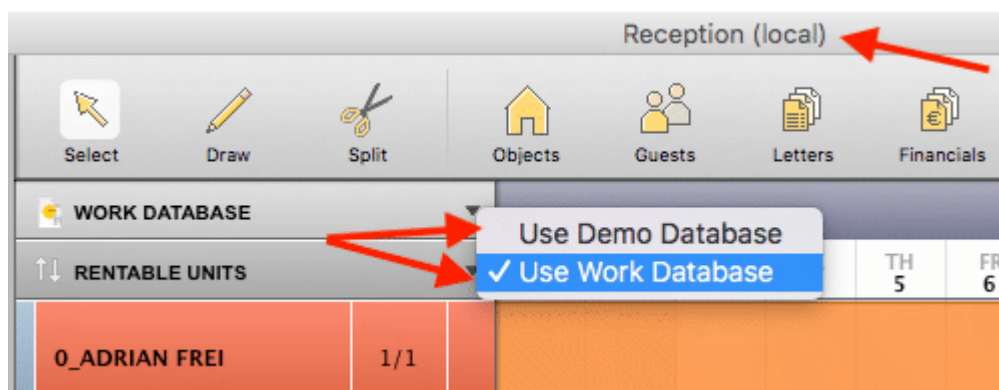 Reception (local)
Select Draw Split Objects Guests Letters Financials
WORK DATABASE
Use Demo Database
RENTABLE UNITS
✓ Use Work Database
TH FR
5 6
0_ADRIAN FREI 1/1